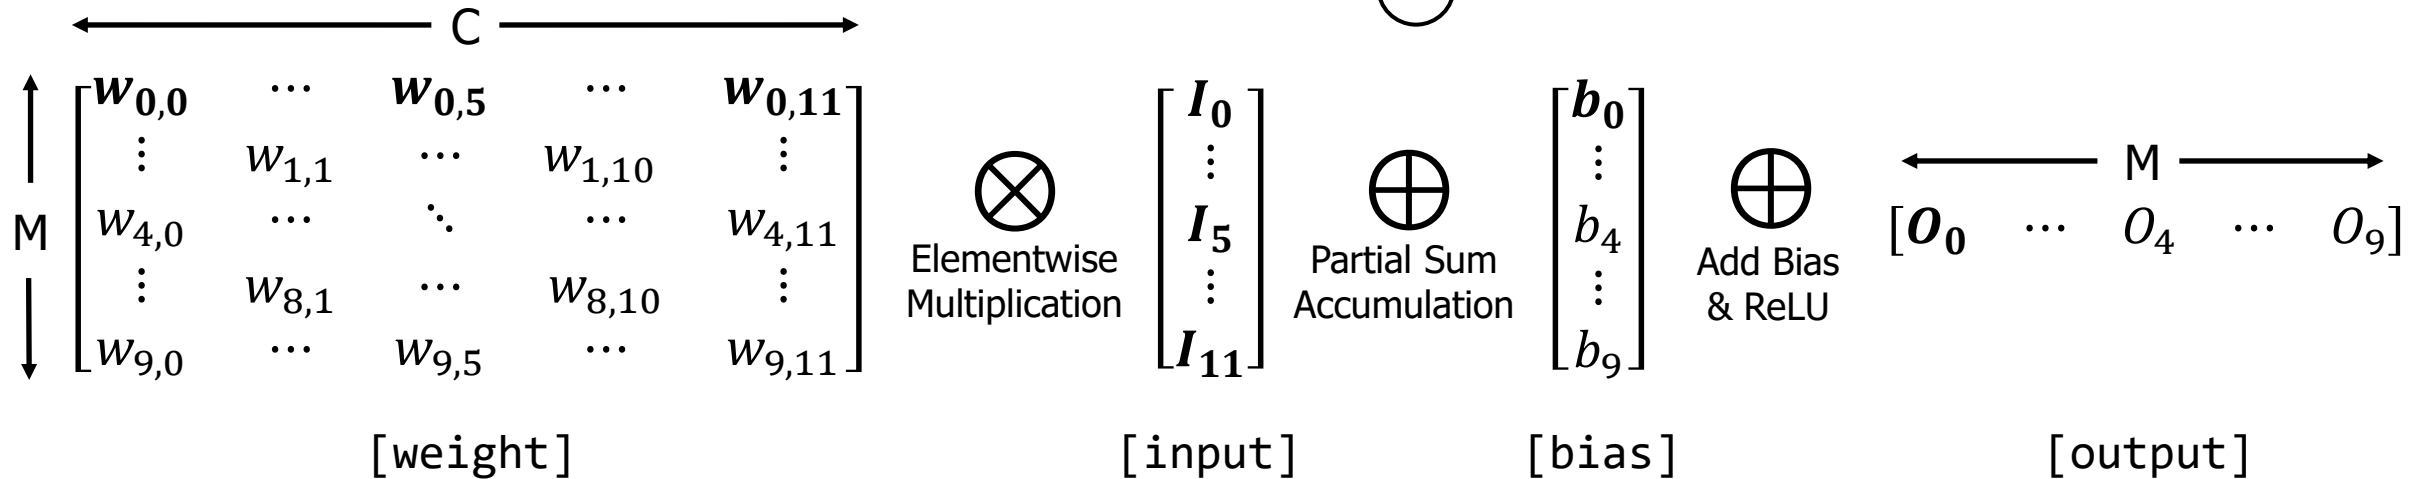 C
M
w0,0 ⋯ w0,5 ⋯ w0,11
⋮ w1,1 ⋯ w1,10 ⋮
w4,0 ⋯ ⋱ ⋯ w4,11
⋮ w8,1 ⋯ w8,10 ⋮
w9,0 ⋯ w9,5 ⋯ w9,11
[weight]
Elementwise
Multiplication
I0
⋮
I5
⋮
I11
[input]
Partial Sum
Accumulation
b0
⋮
b4
⋮
b9
[bias]
Add Bias
& ReLU
M
[O0 ⋯ O4 ⋯ O9]
[output]